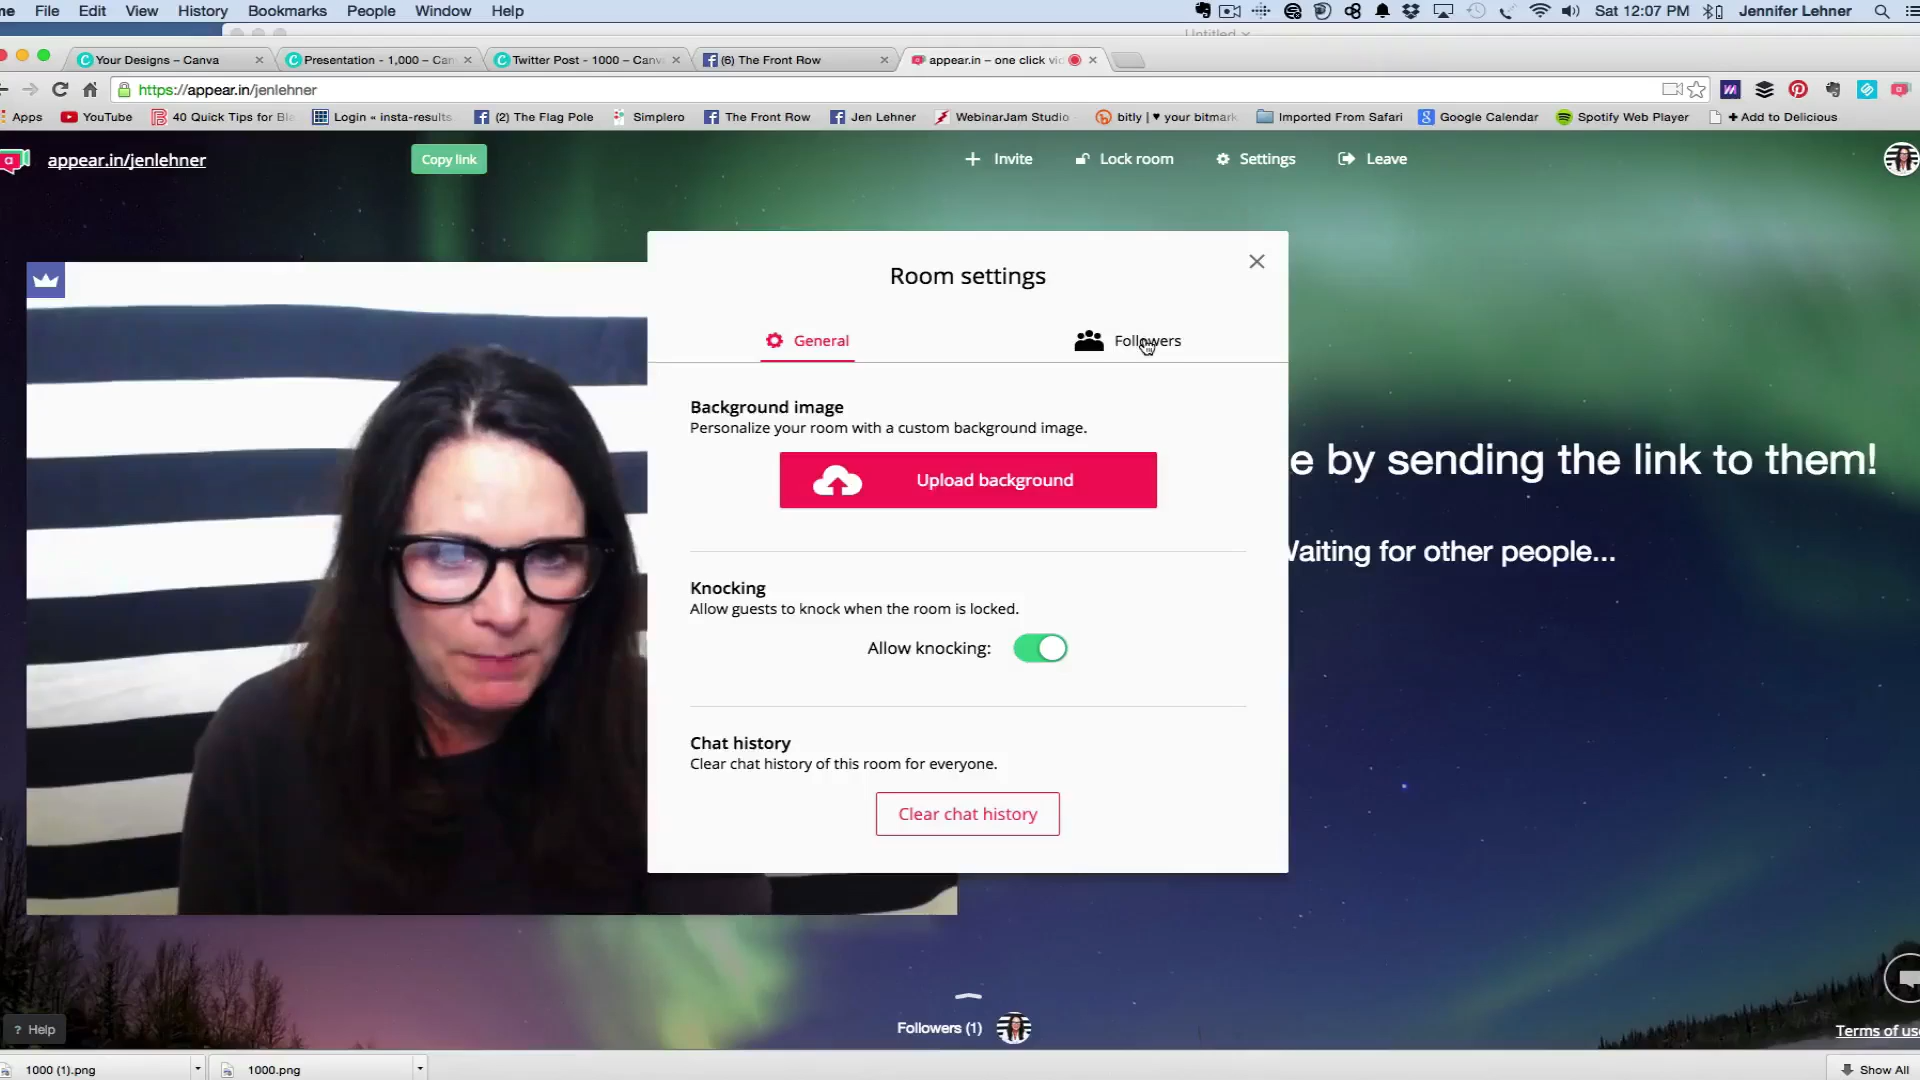 File Edit View History Bookmarks People Window Help Sat 12:07 PM Jennifer Lehner
Untitled
Your Designs – Canva Presentation - 1,000 – Can Twitter Post - 1000 – Canva (6) The Front Row appear.in – one click vi
https://appear.in/jenlehner
Apps YouTube 40 Quick Tips for Bl Login « insta-results (2) The Flag Pole Simplero The Front Row Jen Lehner WebinarJam Studio bitly | ♥ your bitmark Imported From Safari Google Calendar Spotify Web Player + Add to Delicious
appear.in/jenlehner Copy link Invite Lock room Settings Leave
Room settings
General Followers
Background image
Personalize your room with a custom background image.
Upload background
e by sending the link to them!
Waiting for other people...
Knocking
Allow guests to knock when the room is locked.
Allow knocking:
Chat history
Clear chat history of this room for everyone.
Clear chat history
? Help
Followers (1)
Terms of use
1000 (1).png 1000.png Show All